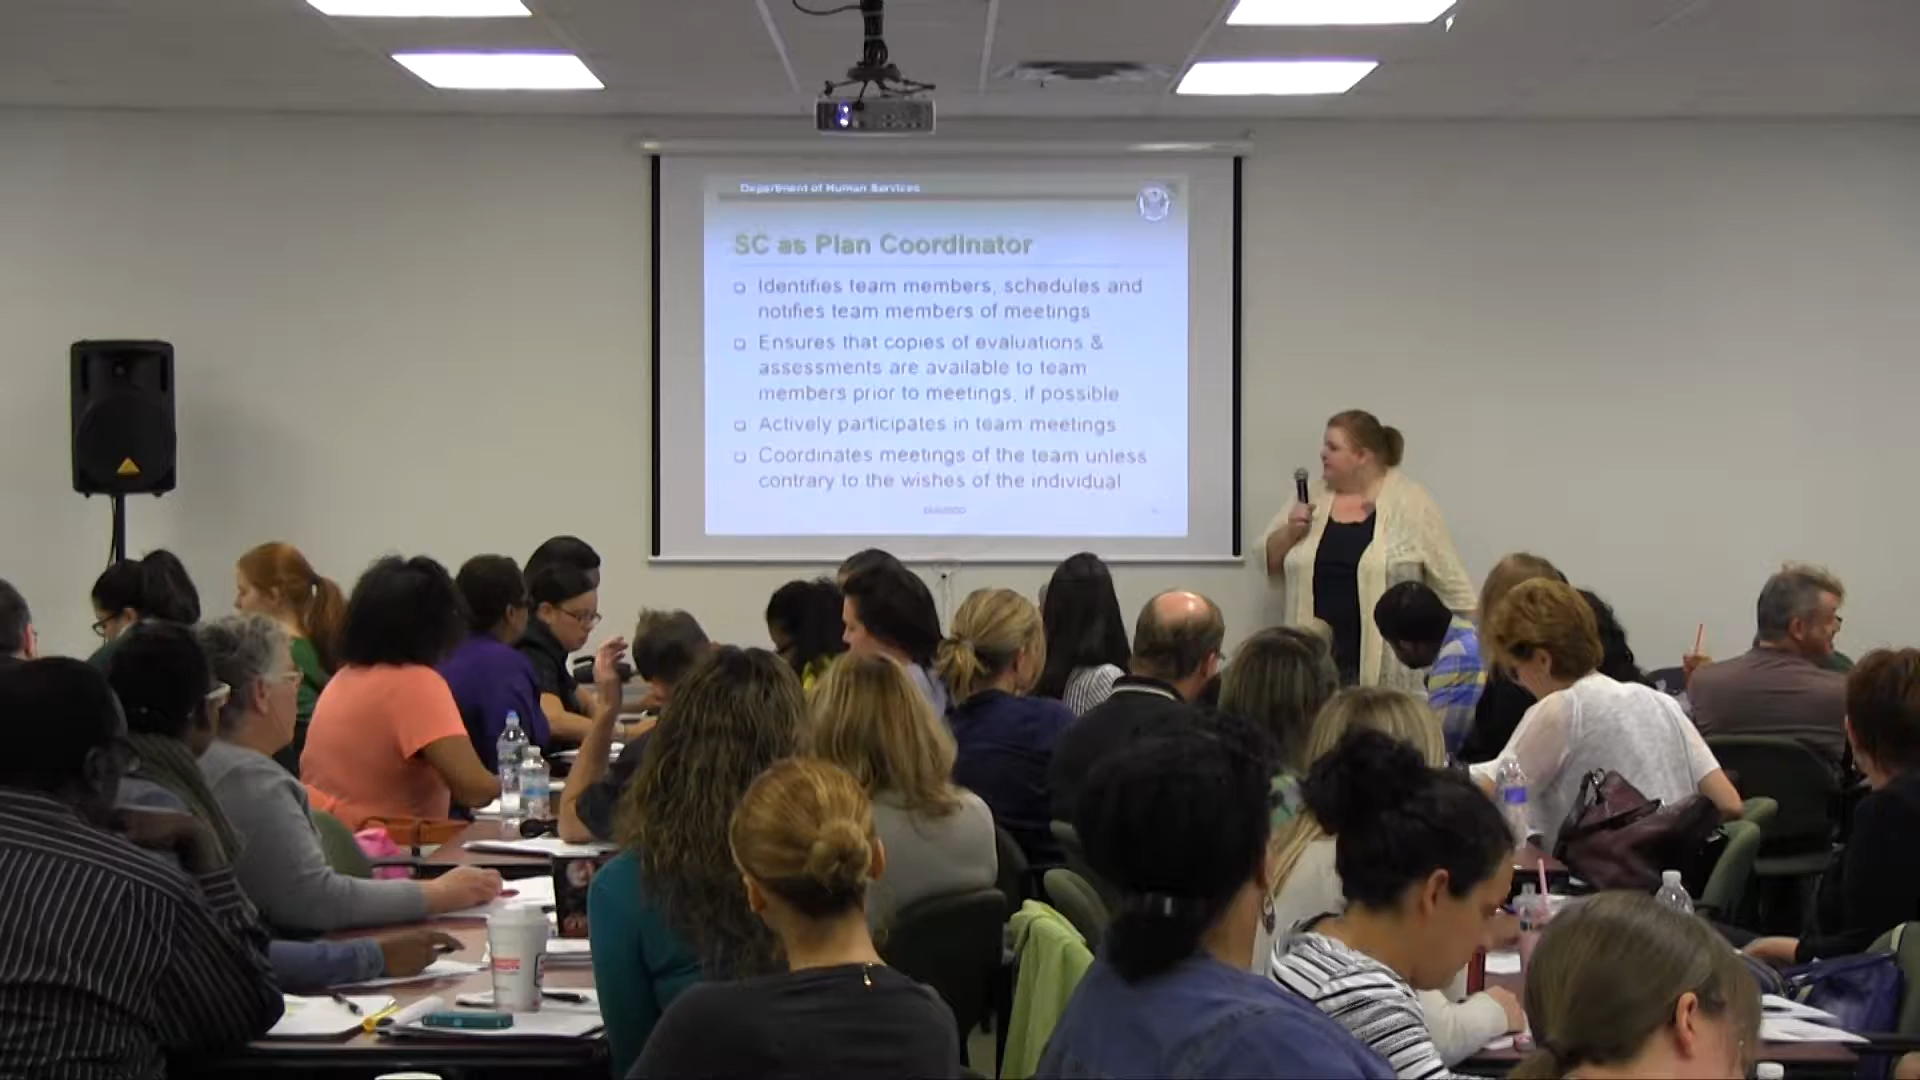 Department of Human Services
SC as Plan Coordinator
Identifies team members, schedules and
notifies team members of meetings
Ensures that copies of evaluations &
assessments are available to team
members prior to meetings, if possible
Actively participates in team meetings
Coordinates meetings of the team unless
contrary to the wishes of the individual